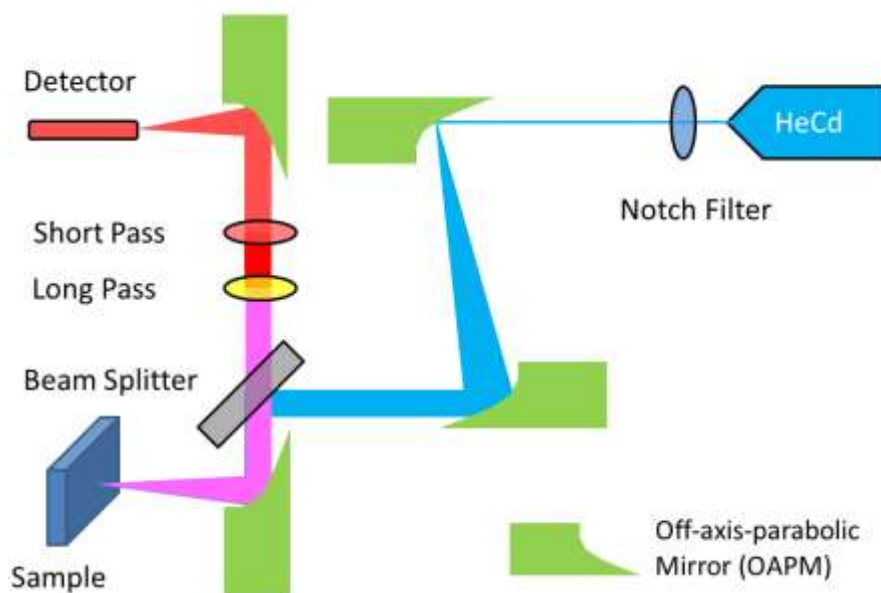 Detector
HeCd
Notch Filter
Short Pass
Long Pass
Beam Splitter
Sample
Off-axis-parabolic
Mirror (OAPM)